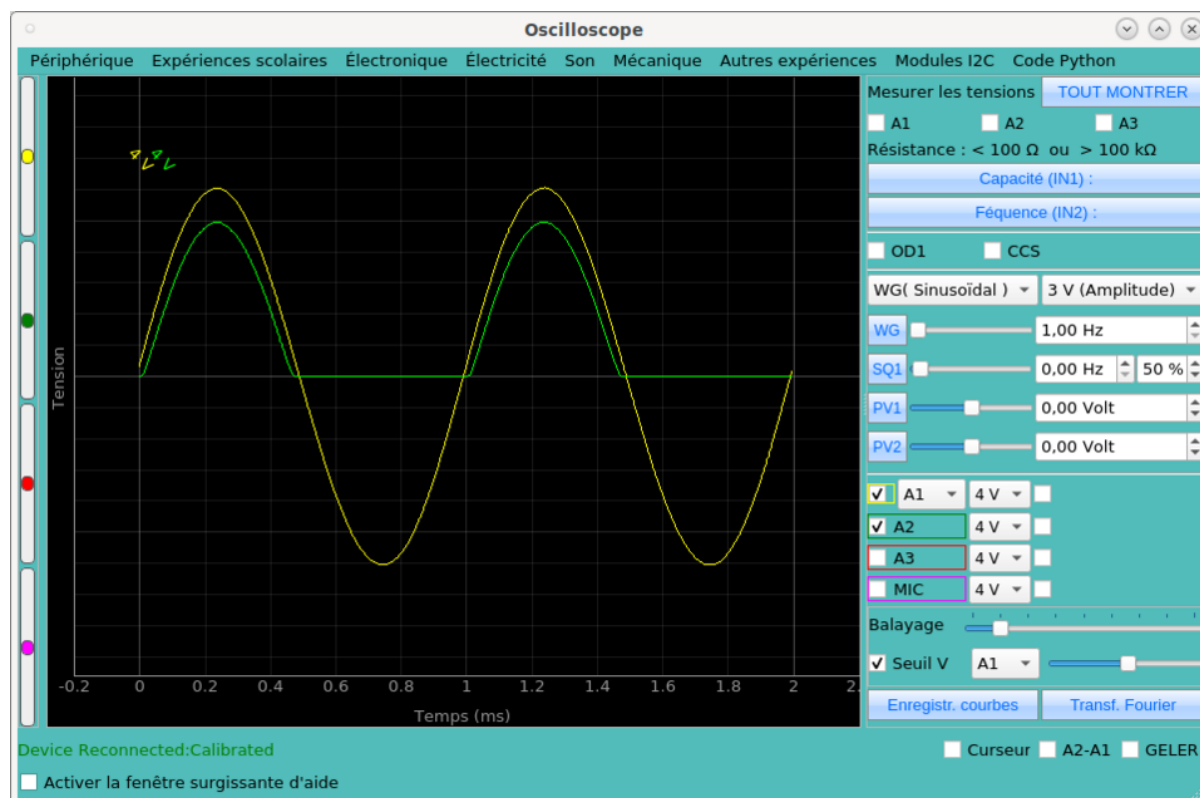 Oscilloscope
Périphérique Expériences scolaires Électronique Électricité Son Mécanique Autres expériences Modules I2C Code Python
Mesurer les tensions TOUT MONTRER
A1 A2 A3
Résistance : < 100 Ω ou > 100 kΩ
Capacité (IN1) :
Féquence (IN2) :
OD1 CCS
WG( Sinusoïdal ) 3 V (Amplitude)
WG 1,00 Hz
SQ1 0,00 Hz 50 %
PV1 0,00 Volt
PV2 0,00 Volt
A1 4 V
A2 4 V
A3 4 V
MIC 4 V
Balayage
Seuil V A1
Enregistr. courbes Transf. Fourier
Tension
-0.2 0 0.2 0.4 0.6 0.8 1 1.2 1.4 1.6 1.8 2 2.
Temps (ms)
Device Reconnected:Calibrated
Curseur A2-A1 GELER
Activer la fenêtre surgissante d'aide